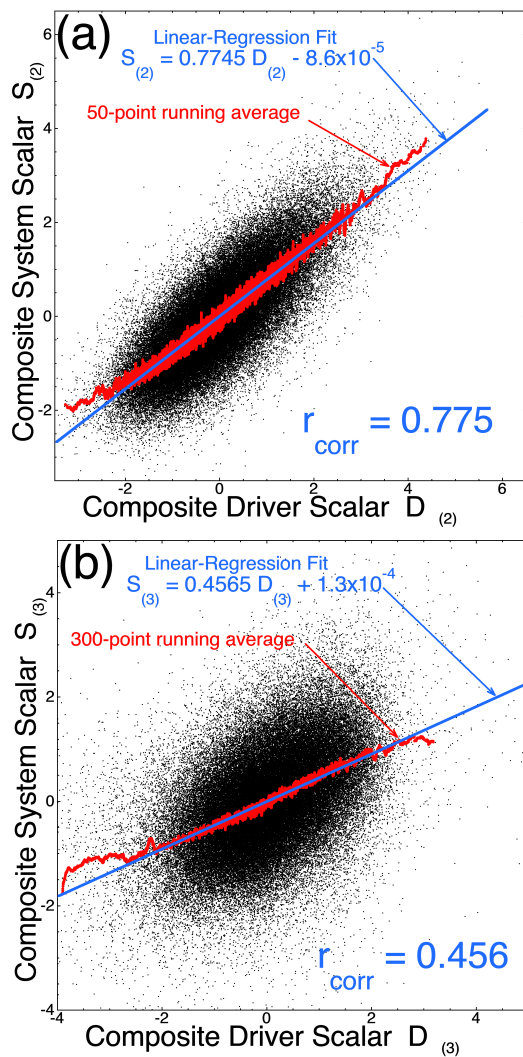 (a)
Linear-Regression Fit
S(2) = 0.7745 D(2) - 8.6x10-5
50-point running average
Composite System Scalar S(2)
6
4
2
0
-2
r corr = 0.775
-2 0 2 4 6
Composite Driver Scalar D (2)
(b)
Linear-Regression Fit
S(3) = 0.4565 D(3) + 1.3x10-4
300-point running average
Composite System Scalar S(3)
4
2
0
-2
-4
r corr = 0.456
-4 -2 0 2 4
Composite Driver Scalar D (3)